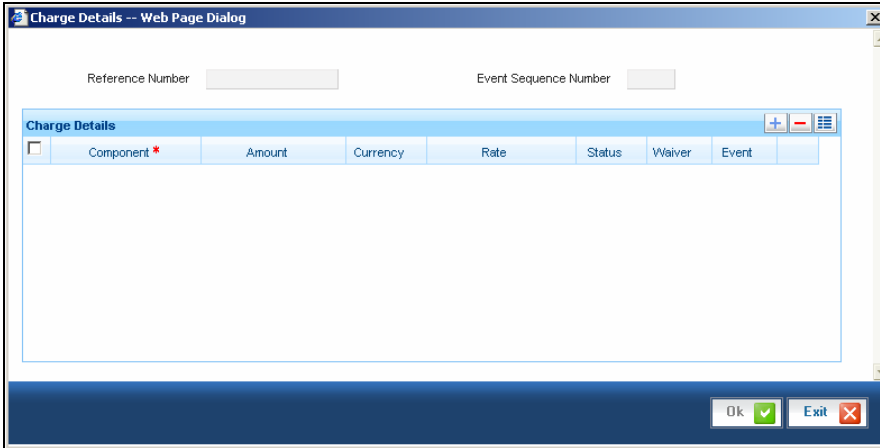 Charge Details -- Web Page Dialog
Reference Number Event Sequence Number
Charge Details
Component * Amount Currency Rate Status Waiver Event
Ok Exit